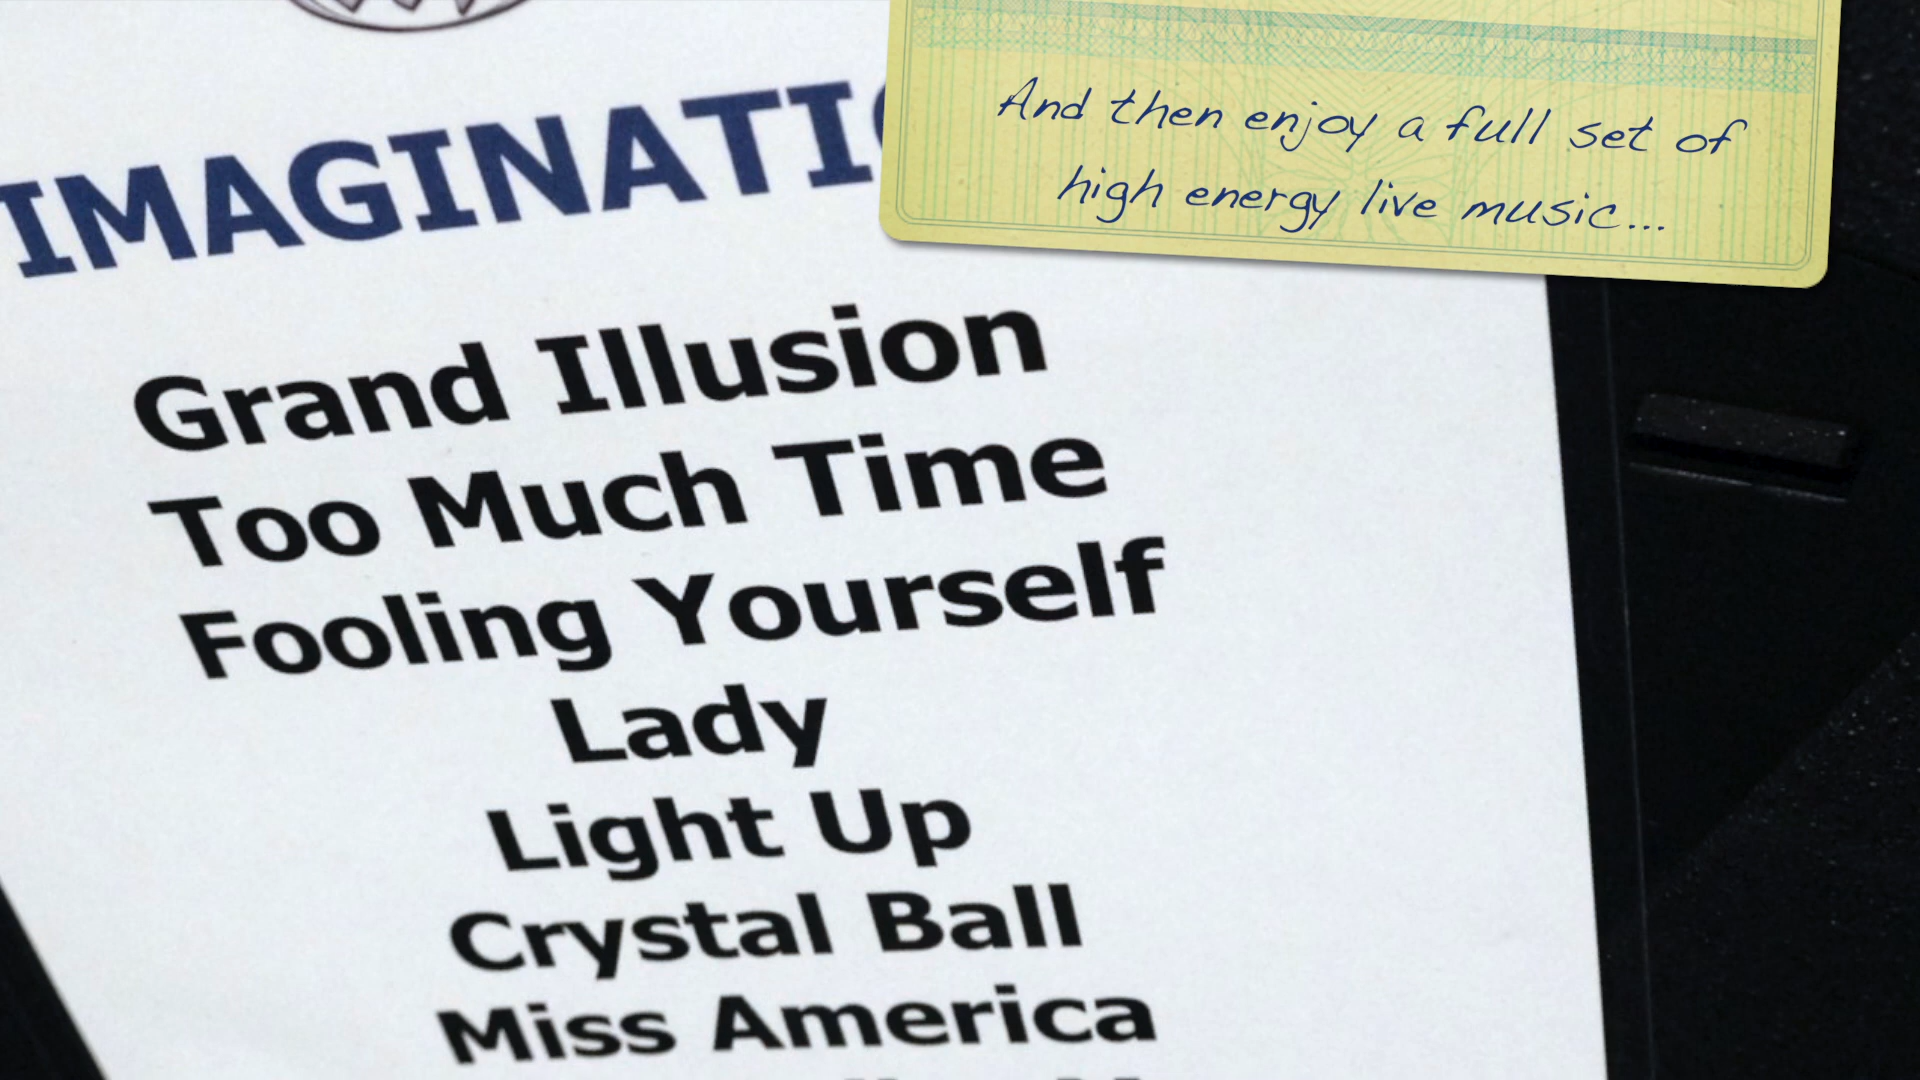 And then enjoy a full set of
high energy live music...
IMAGINATI
Grand Illusion
Too Much Time
Fooling Yourself
Lady
Light Up
Crystal Ball
Miss America